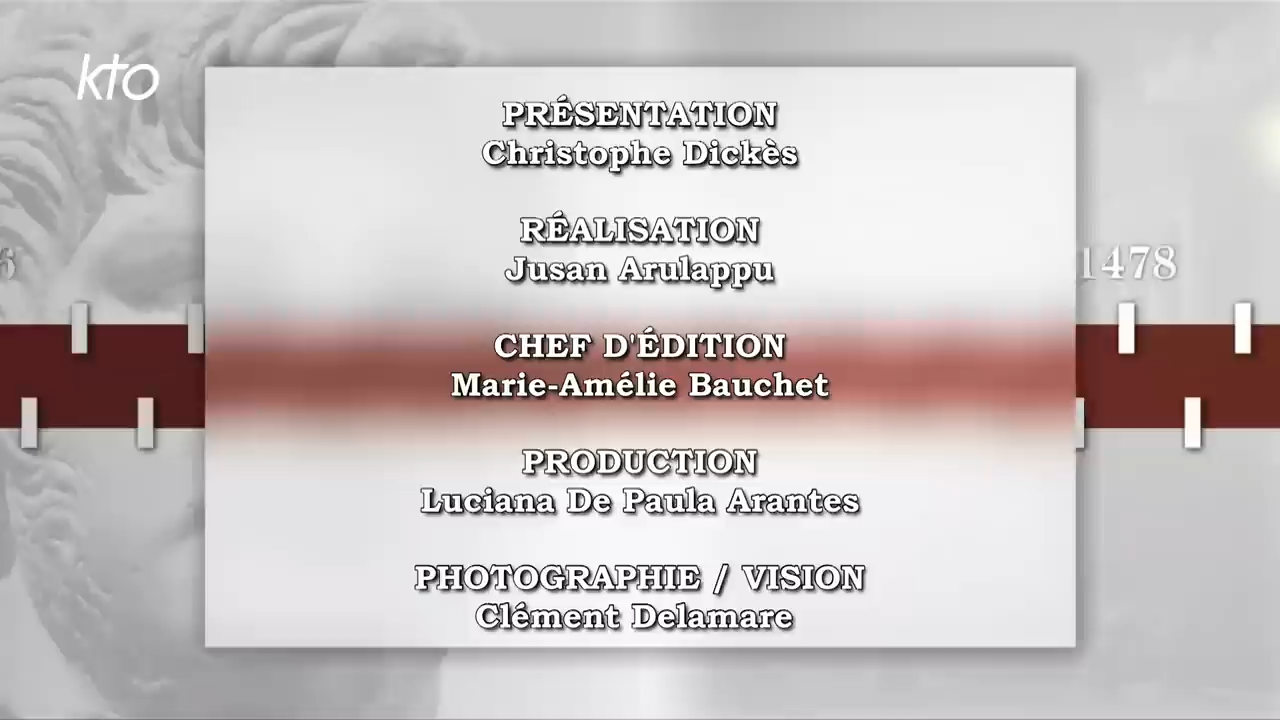 kto
PRÉSENTATION
Christophe Dickès
RÉALISATION
Jusan Arulappu
6
1478
CHEF D'ÉDITION
Marie-Amélie Bauchet
PRODUCTION
Luciana De Paula Arantes
PHOTOGRAPHIE / VISION
Clément Delamare